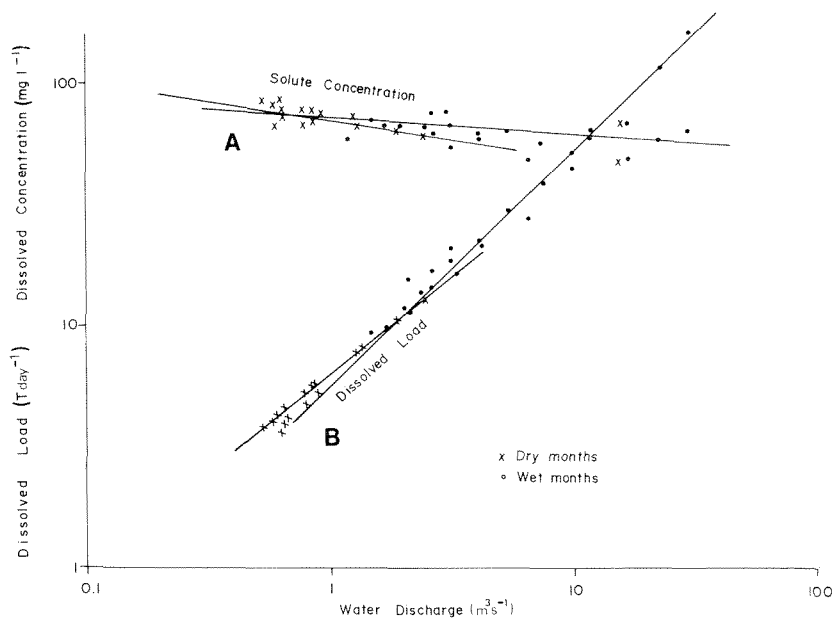 Dissolved Load (T day⁻¹) Dissolved Concentration (mg l⁻¹)
100
10
1
Solute Concentration
A
Dissolved Load
B
x Dry months
• Wet months
0.1 1 10 100
Water Discharge (m³s⁻¹)